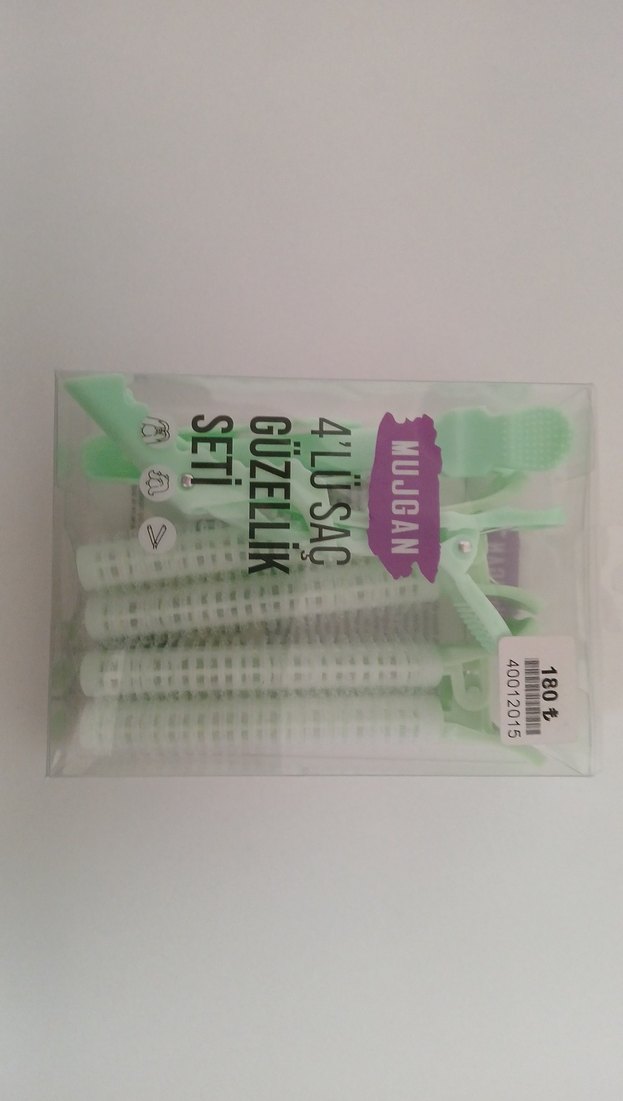 MUJGAN
4'LÜ SAÇ
GÜZELLİK
SETİ
180 ₺
40012015